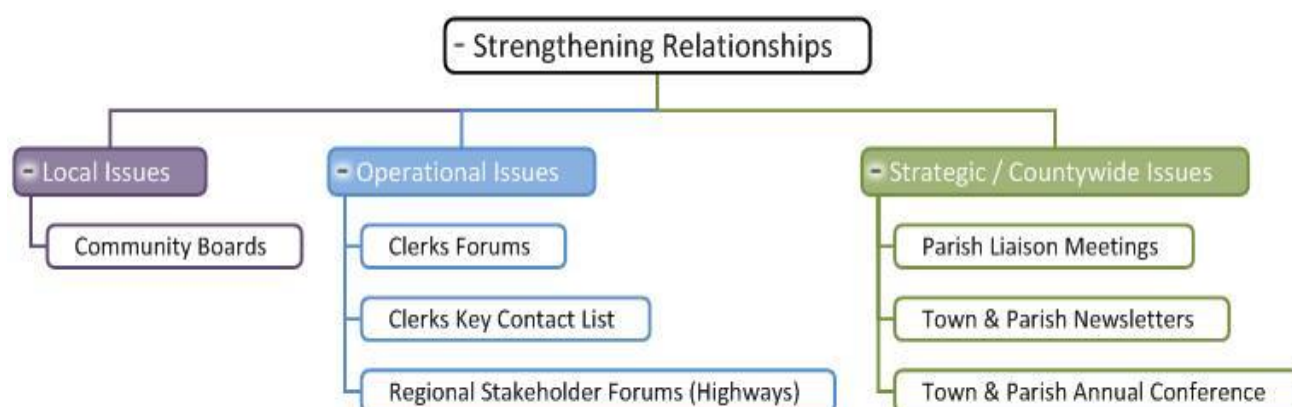 - Strengthening Relationships
- Local Issues
- Operational Issues
- Strategic / Countywide Issues
Community Boards
Clerks Forums
Parish Liaison Meetings
Clerks Key Contact List
Town & Parish Newsletters
Regional Stakeholder Forums (Highways)
Town & Parish Annual Conference